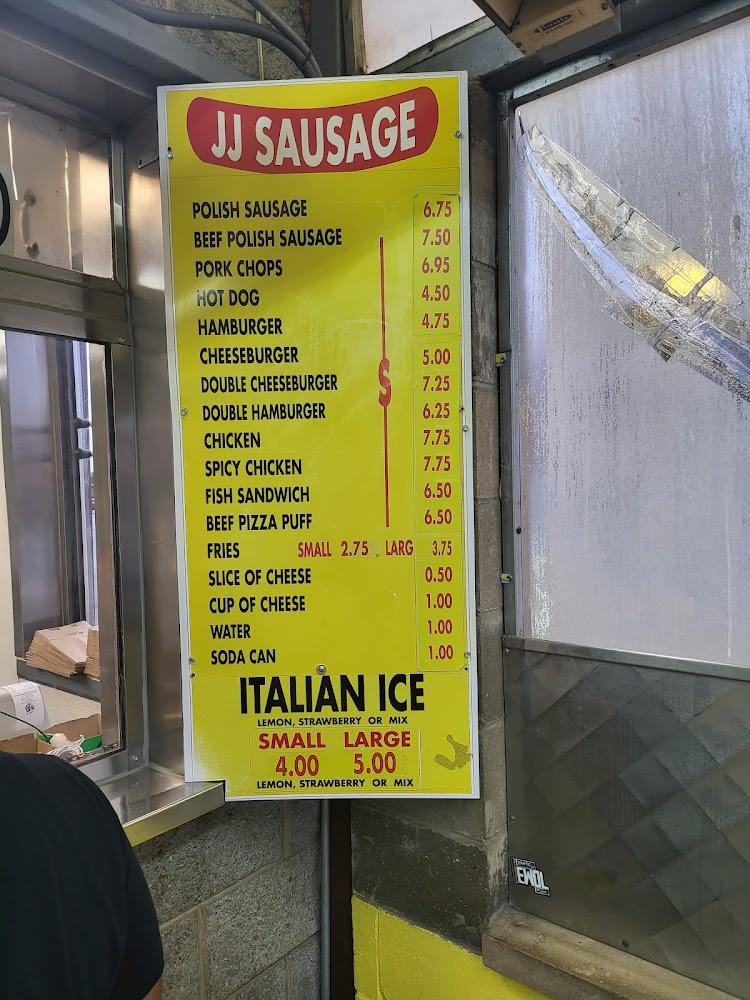 JJ SAUSAGE
POLISH SAUSAGE 6.75
BEEF POLISH SAUSAGE 7.50
PORK CHOPS 6.95
HOT DOG 4.50
HAMBURGER 4.75
CHEESEBURGER 5.00
DOUBLE CHEESEBURGER 7.25
$
DOUBLE HAMBURGER 6.25
CHICKEN 7.75
SPICY CHICKEN 7.75
FISH SANDWICH 6.50
BEEF PIZZA PUFF 6.50
FRIES SMALL 2.75 LARG 3.75
SLICE OF CHEESE 0.50
CUP OF CHEESE 1.00
WATER 1.00
SODA CAN 1.00
ITALIAN ICE
LEMON, STRAWBERRY OR MIX
SMALL LARGE
4.00 5.00
LEMON, STRAWBERRY OR MIX
EWOL